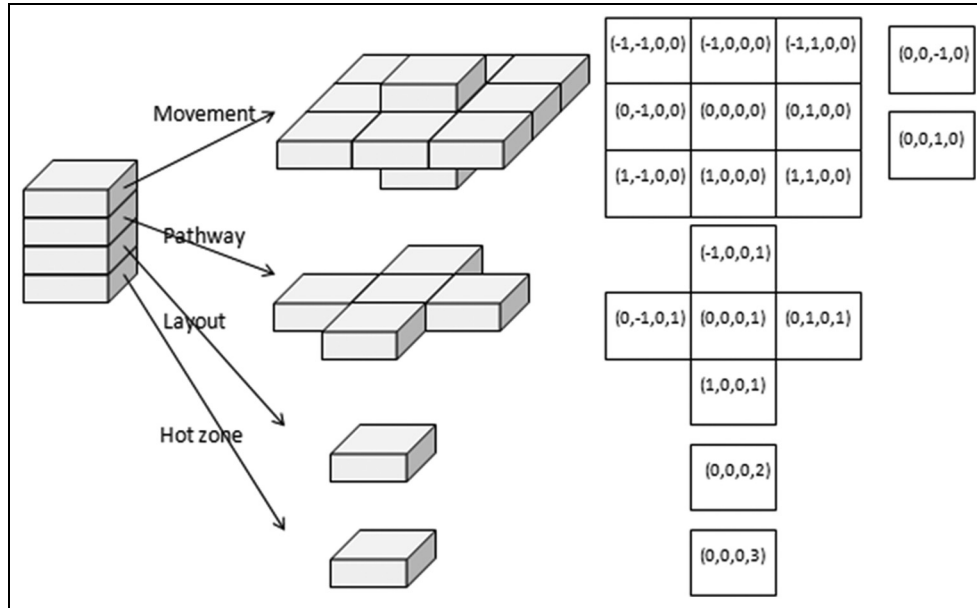 (-1,-1,0,0) (-1,0,0,0) (-1,1,0,0) (0,0,-1,0)
Movement (0,-1,0,0) (0,0,0,0) (0,1,0,0) (0,0,1,0)
(1,-1,0,0) (1,0,0,0) (1,1,0,0)
Pathway (-1,0,0,1)
Layout (0,-1,0,1) (0,0,0,1) (0,1,0,1)
(1,0,0,1)
Hot zone
(0,0,0,2)
(0,0,0,3)